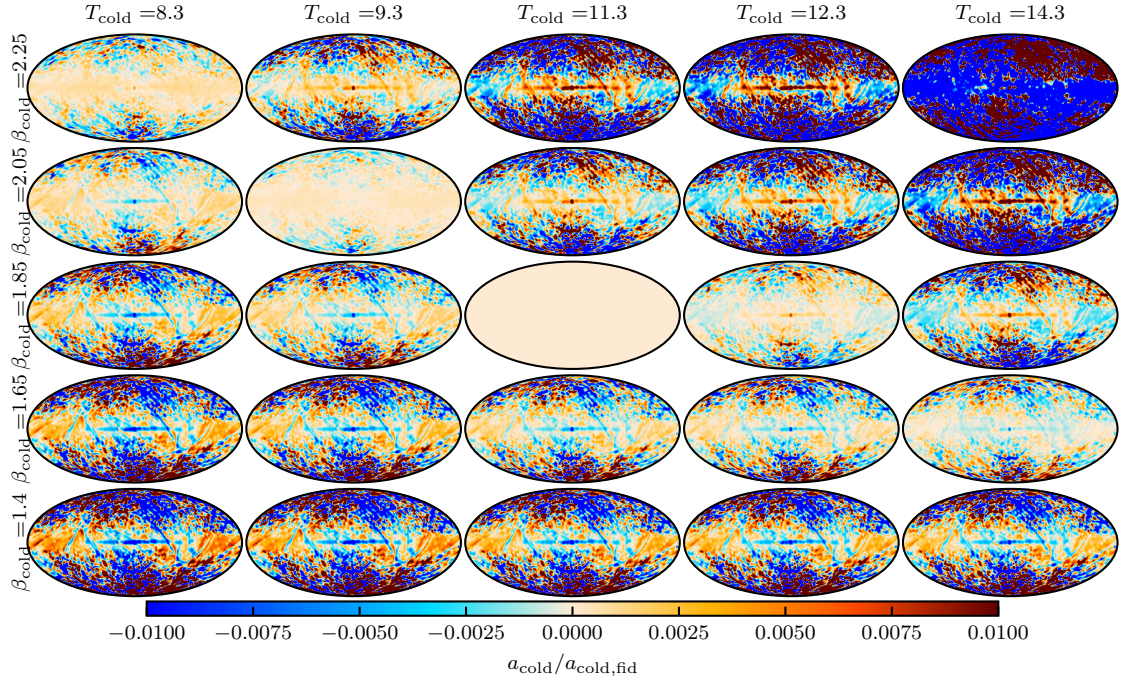 T_cold =8.3 T_cold =9.3 T_cold =11.3 T_cold =12.3 T_cold =14.3
β_cold =2.25
β_cold =2.05
β_cold =1.85
β_cold =1.65
β_cold =1.4
−0.0100 −0.0075 −0.0050 −0.0025 0.0000 0.0025 0.0050 0.0075 0.0100
a_cold/a_cold,fid